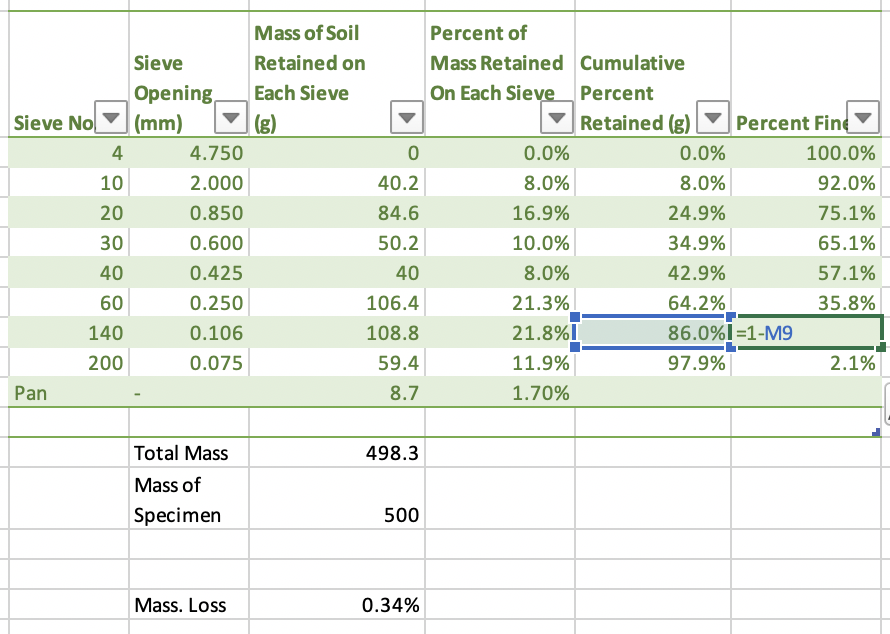 Mass of Soil Percent of
Sieve Retained on Mass Retained Cumulative
Opening Each Sieve On Each Sieve Percent
Sieve No (mm) (g) Retained (g) Percent Fine
4 4.750 0 0.0% 0.0% 100.0%
10 2.000 40.2 8.0% 8.0% 92.0%
20 0.850 84.6 16.9% 24.9% 75.1%
30 0.600 50.2 10.0% 34.9% 65.1%
40 0.425 40 8.0% 42.9% 57.1%
60 0.250 106.4 21.3% 64.2% 35.8%
140 0.106 108.8 21.8% 86.0% =1-M9
200 0.075 59.4 11.9% 97.9% 2.1%
Pan - 8.7 1.70%
Total Mass 498.3
Mass of
Specimen 500
Mass. Loss 0.34%